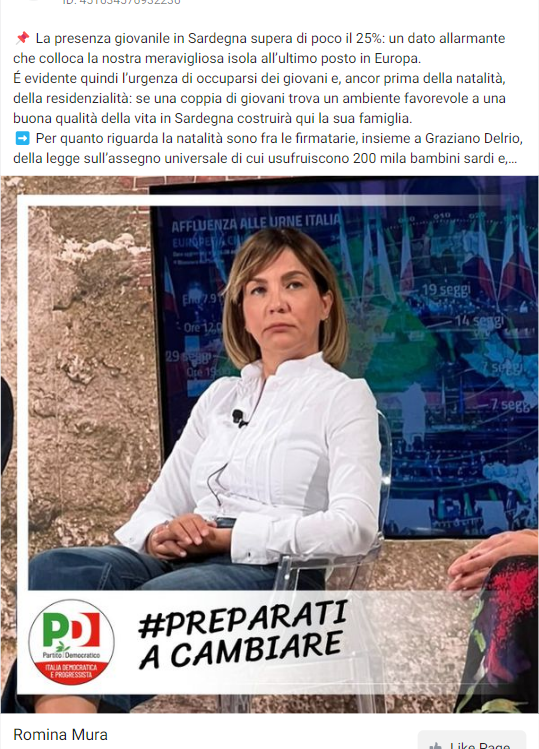 📌 La presenza giovanile in Sardegna supera di poco il 25%: un dato allarmante
che colloca la nostra meravigliosa isola all'ultimo posto in Europa.
É evidente quindi l'urgenza di occuparsi dei giovani e, ancor prima della natalità,
della residenzialità: se una coppia di giovani trova un ambiente favorevole a una
buona qualità della vita in Sardegna costruirà qui la sua famiglia.
➡️ Per quanto riguarda la natalità sono fra le firmatarie, insieme a Graziano Delrio,
della legge sull'assegno universale di cui usufruiscono 200 mila bambini sardi e,...
AFFLUENZA ALLE URNE ITALIA
19 seggi
14 seggi
29 seggi
7 seggi
7 seggi
PD
Partito Democratico
ITALIA DEMOCRATICA
E PROGRESSISTA
#PREPARATI
A CAMBIARE
Romina Mura
Like Page